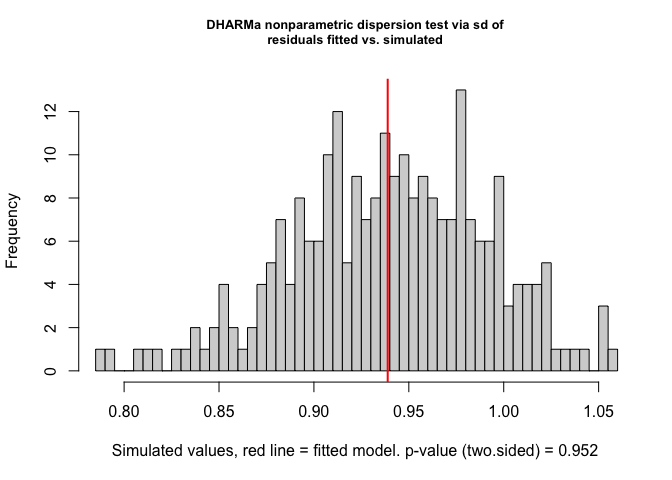 DHARMa nonparametric dispersion test via sd of
residuals fitted vs. simulated
Frequency
12
10
8
6
4
2
0
0.80 0.85 0.90 0.95 1.00 1.05
Simulated values, red line = fitted model. p-value (two.sided) = 0.952